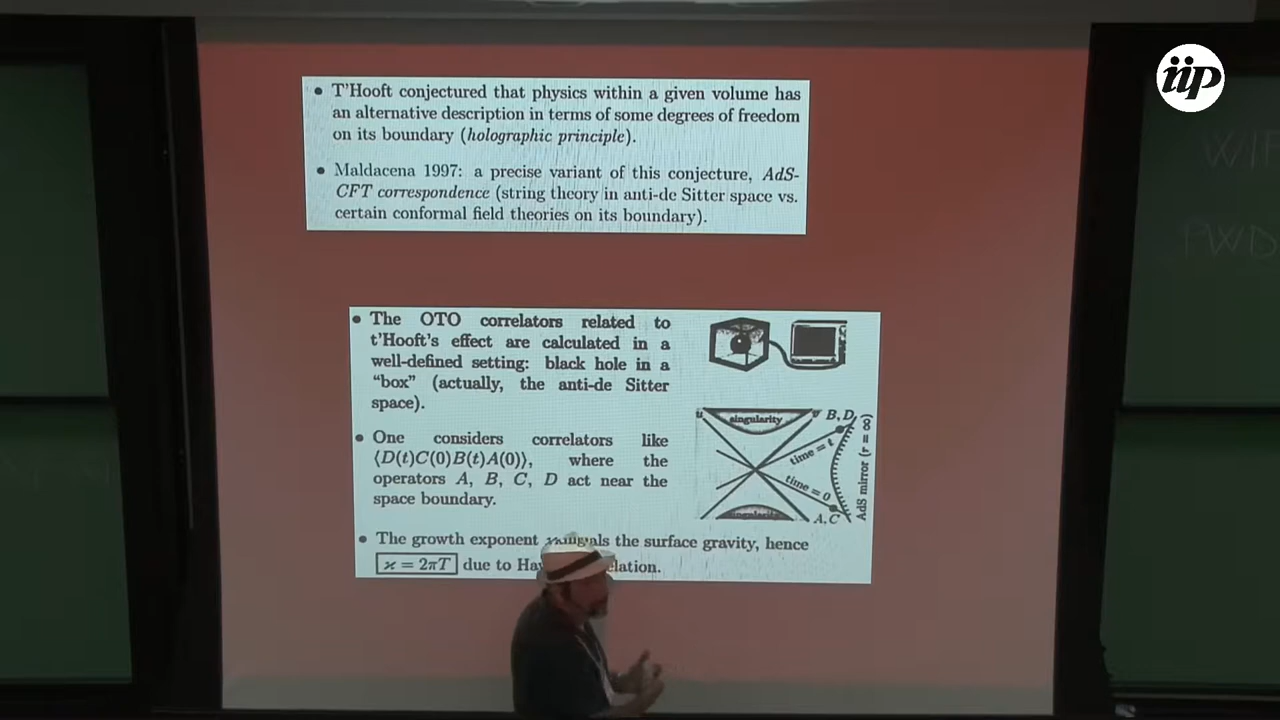 iip
• T'Hooft conjectured that physics within a given volume has
an alternative description in terms of some degrees of freedom
on its boundary (holographic principle).
• Maldacena 1997: a precise variant of this conjecture, AdS-
CFT correspondence (string theory in anti-de Sitter space vs.
certain conformal field theories on its boundary).
• The OTO correlators related to
t'Hooft's effect are calculated in a
well-defined setting: black hole in a
"box" (actually, the anti-de Sitter
space).
• One considers correlators like
⟨D(t)C(0)B(t)A(0)⟩, where the
operators A, B, C, D act near the
space boundary.
u
singularity
v
B, D
time = t
time = 0
A, C
singularity
AdS mirror (r = ∞)
• The growth exponent ϰ equals the surface gravity, hence
ϰ = 2πT due to